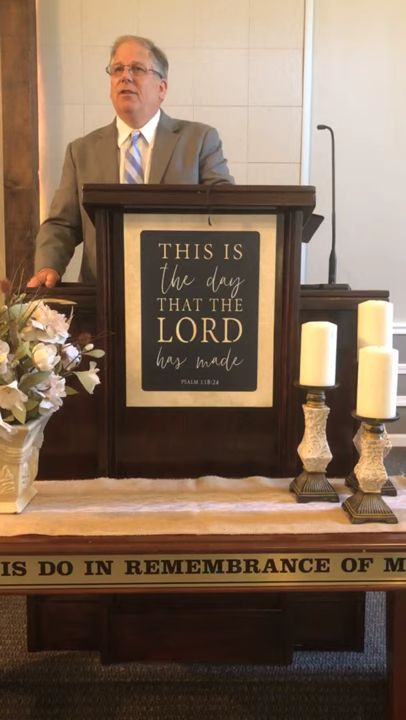 THIS IS
the day
THAT THE
LORD
has made
PSALM 118:24
IS DO IN REMEMBRANCE OF M